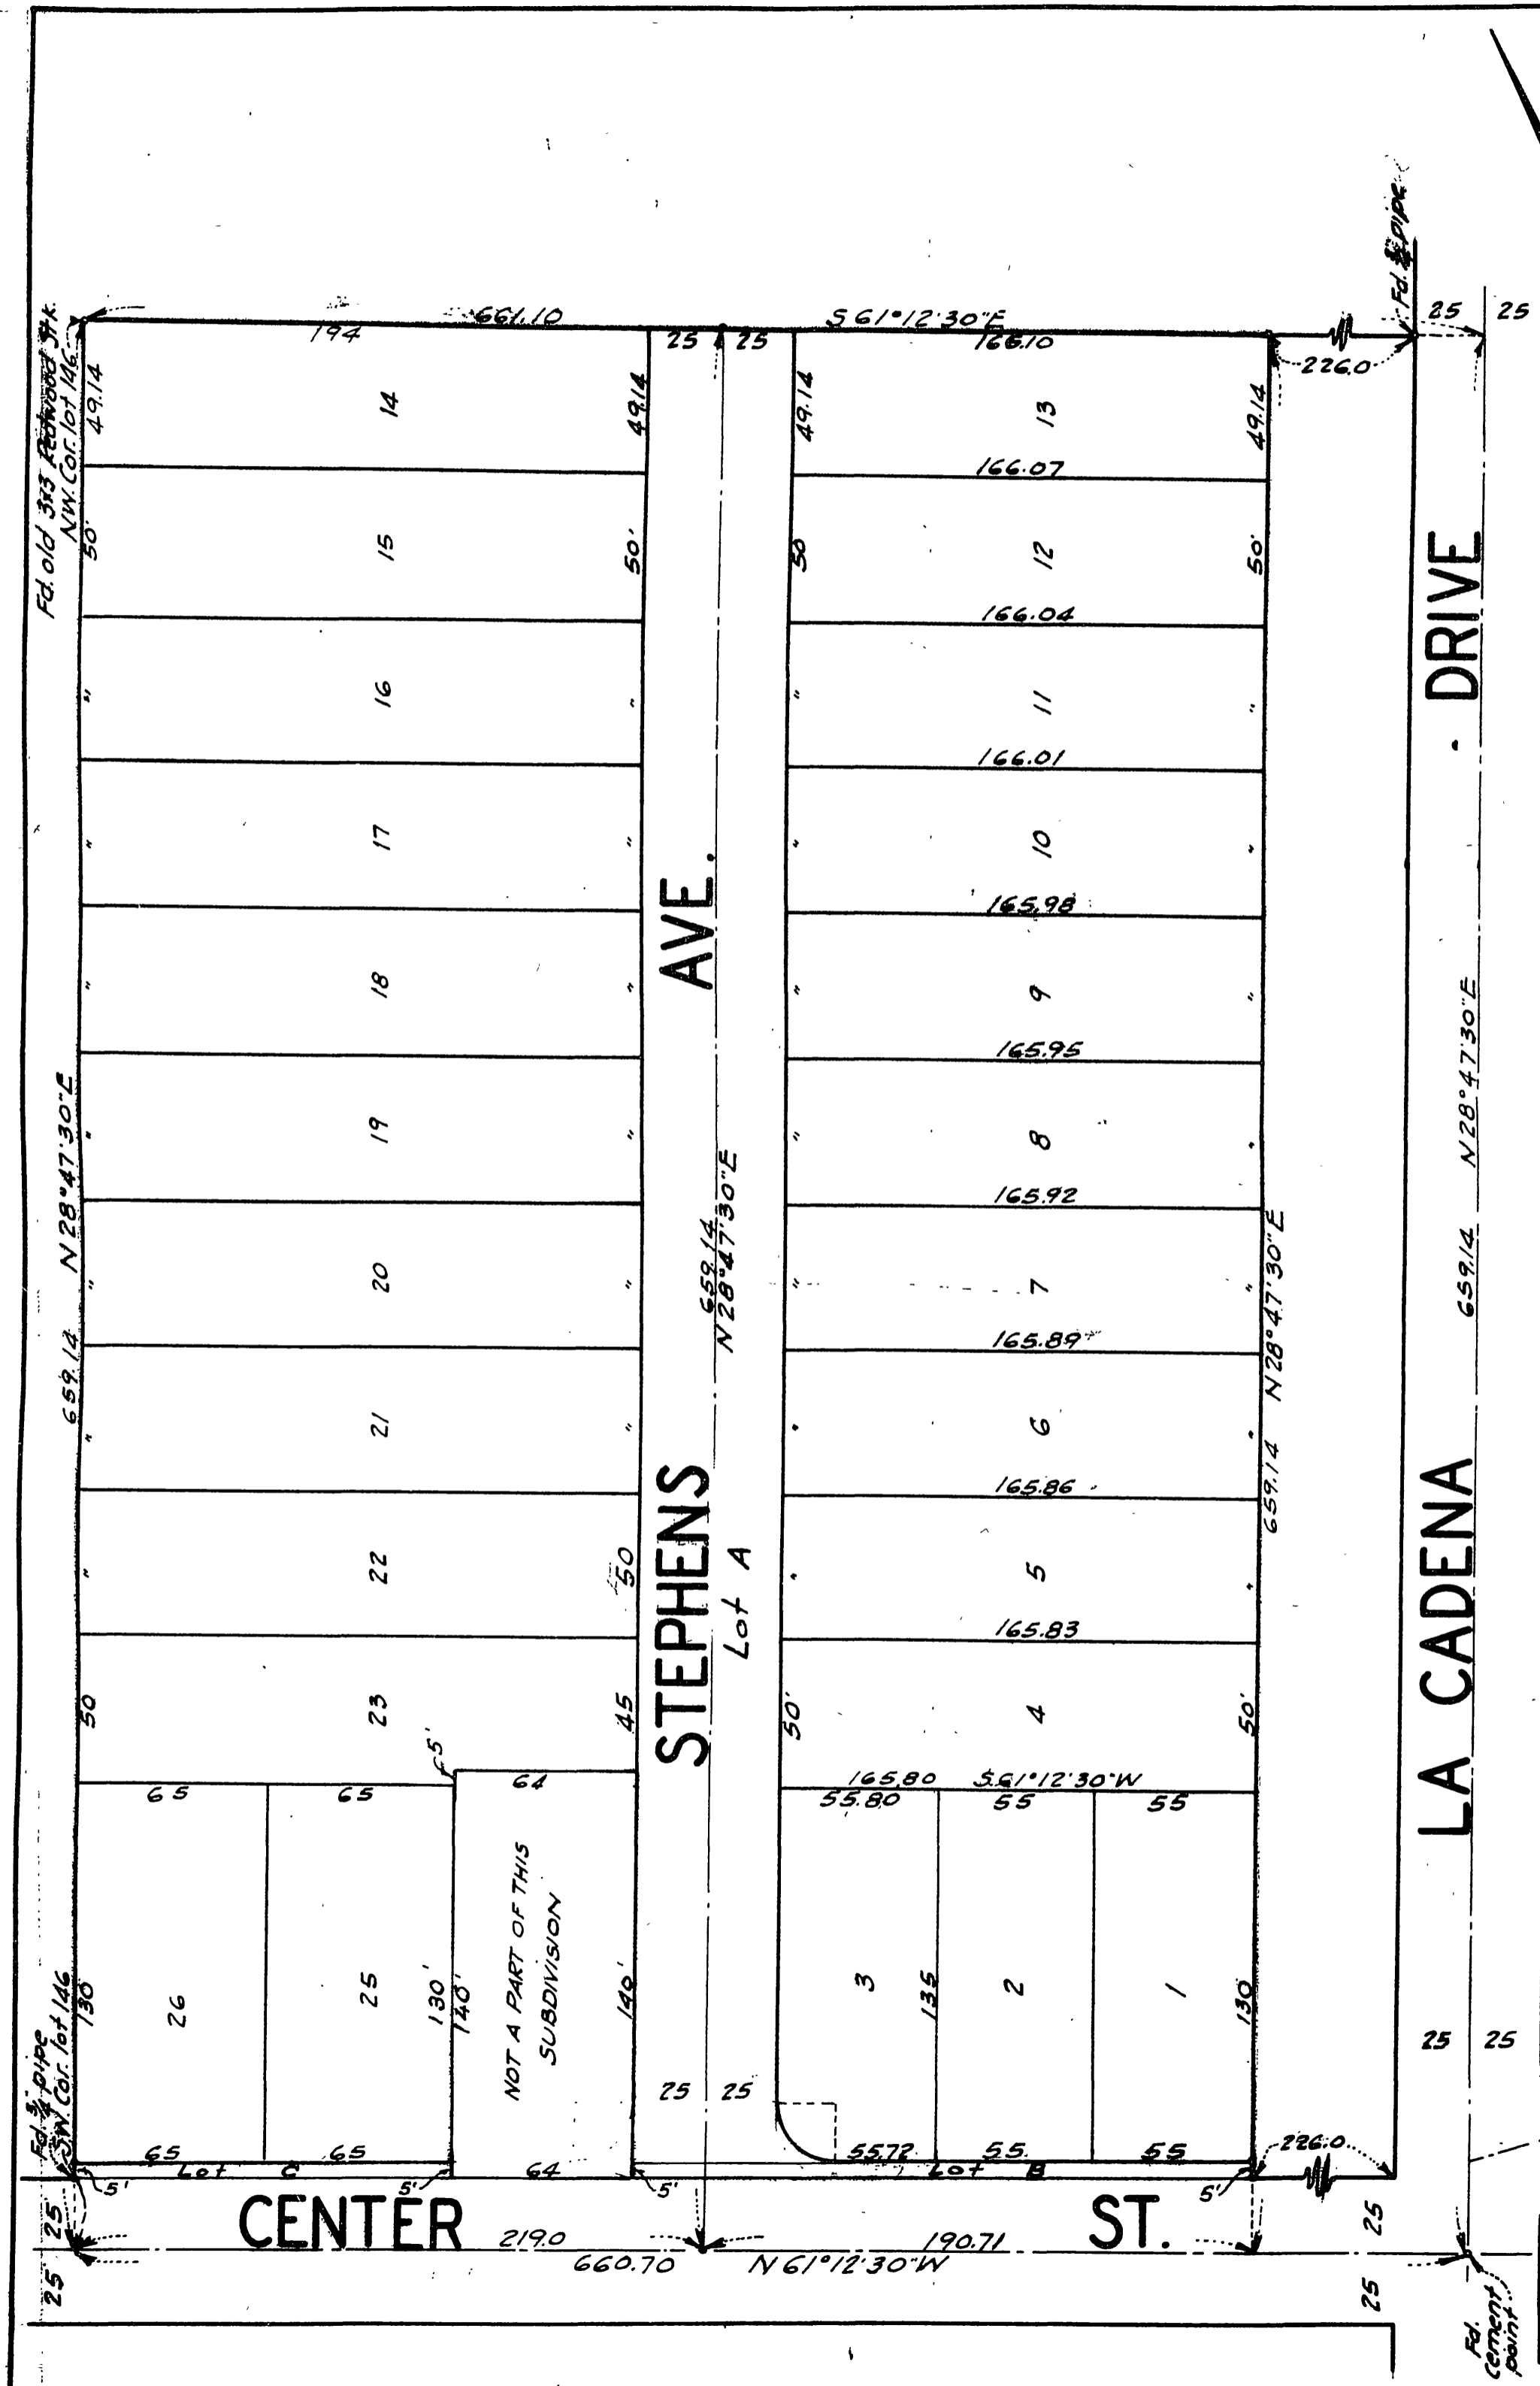 Fd. pipe
25 25
661.10 S 61°12'30"E
194 25 25 166.10
226.0
Fd. old 3x3 Redwood Stk.
NW. Cor. lot 146
49.14 14 49.14 49.14 13 49.14
166.07
50' 15 50' 50 12 50'
166.04
" 16 " " 11 "
166.01
" 17 " " 10 "
165.98
" 18 " " 9 "
165.95
" 19 " " 8 "
165.92
" 20 " " 7 "
165.89
" 21 " " 6 "
165.86
" 22 50 " 5 "
165.83
50 23 45 50' 4 50'
659.14 N 28°47'30"E
STEPHENS AVE.
Lot A
659.14
N 28°47'30"E
659.14 N 28°47'30"E
LA CADENA DRIVE
659.14 N 28°47'30"E
5'
65 65 64
165.80 S.61°12'30"W
55.80 55 55
130 26 25 130' 140'
NOT A PART OF THIS
SUBDIVISION
140'
25 25
3 135 2 1 130'
25 25
Fd. 3/4" pipe
S.W. Cor. lot 146
65 65 64
Lot C
5' 5' 5'
55.72 55 55
Lot B
5'
226.0
CENTER ST.
25 25
219.0 190.71
660.70 N 61°12'30"W
25 25
Fd.
cement
point